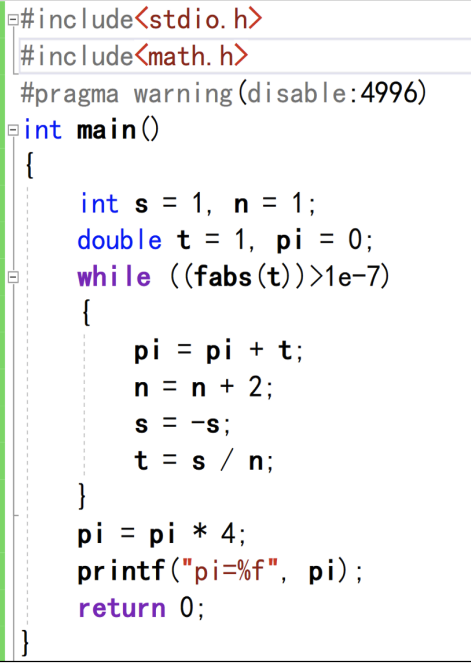 #include<stdio.h>
#include<math.h>
#pragma warning(disable:4996)
int main()
{
int s = 1, n = 1;
double t = 1, pi = 0;
while ((fabs(t))>1e-7)
{
pi = pi + t;
n = n + 2;
s = -s;
t = s / n;
}
pi = pi * 4;
printf("pi=%f", pi);
return 0;
}